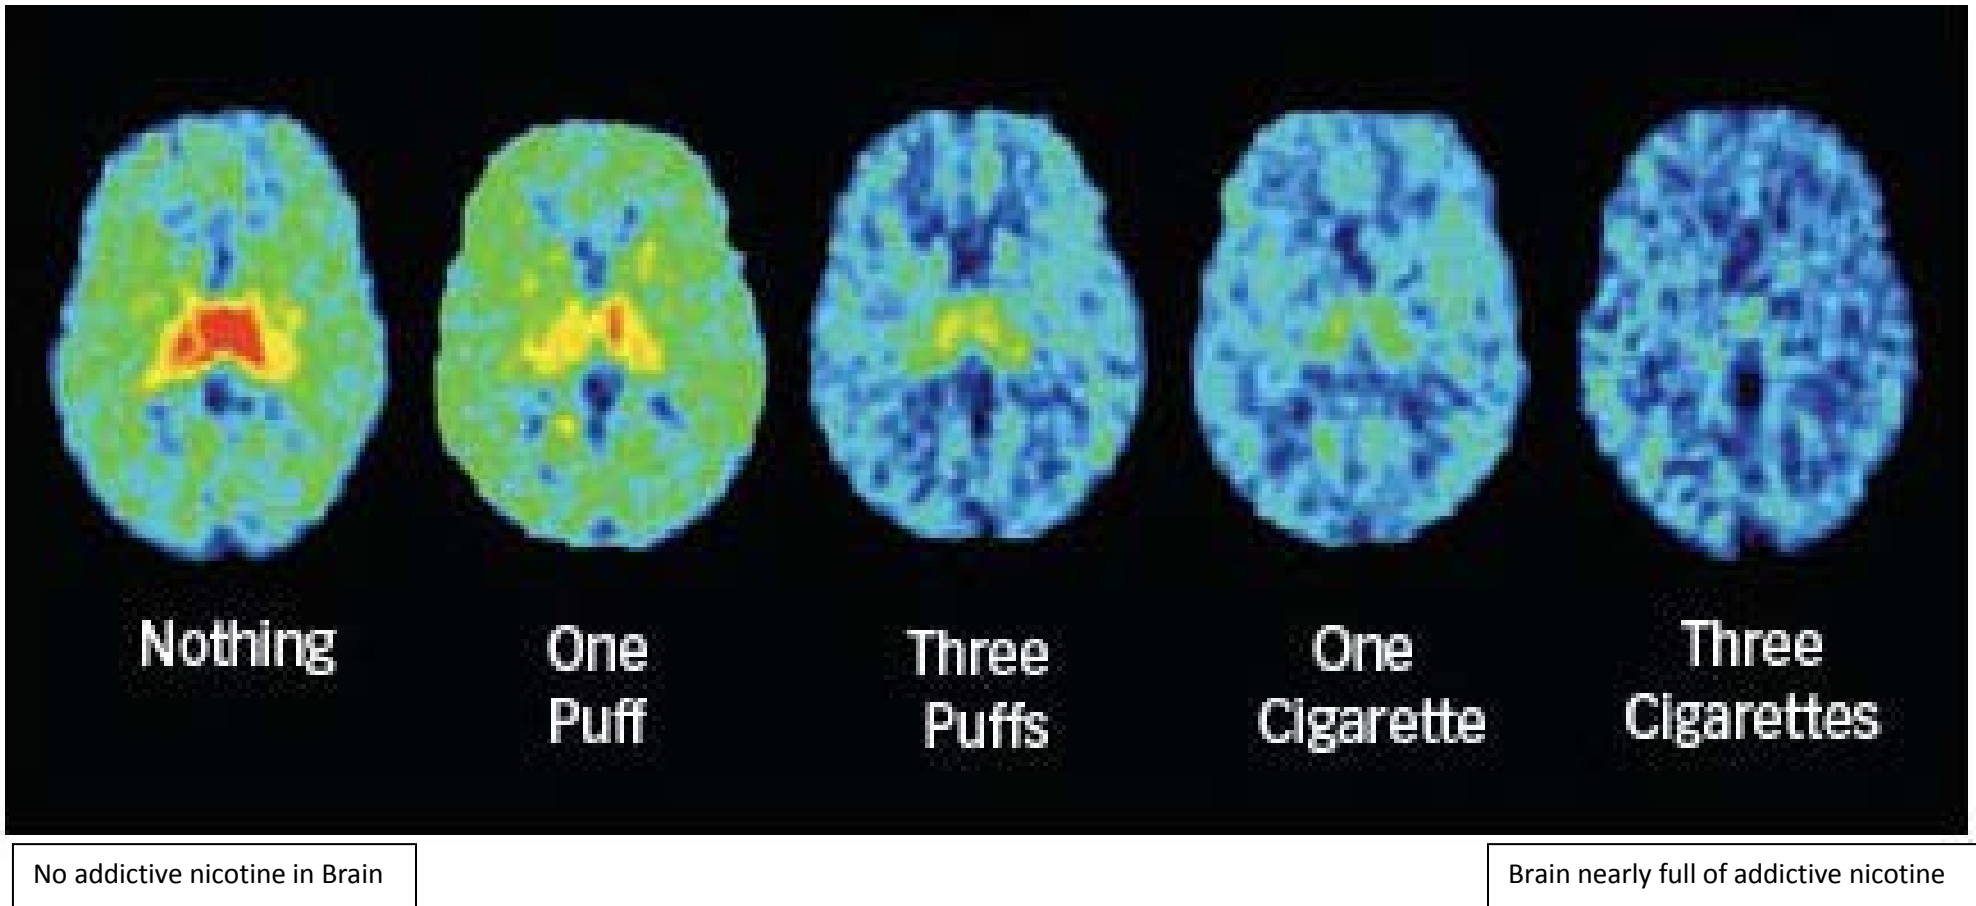 Nothing
One
Puff
Three
Puffs
One
Cigarette
Three
Cigarettes
No addictive nicotine in Brain
Brain nearly full of addictive nicotine